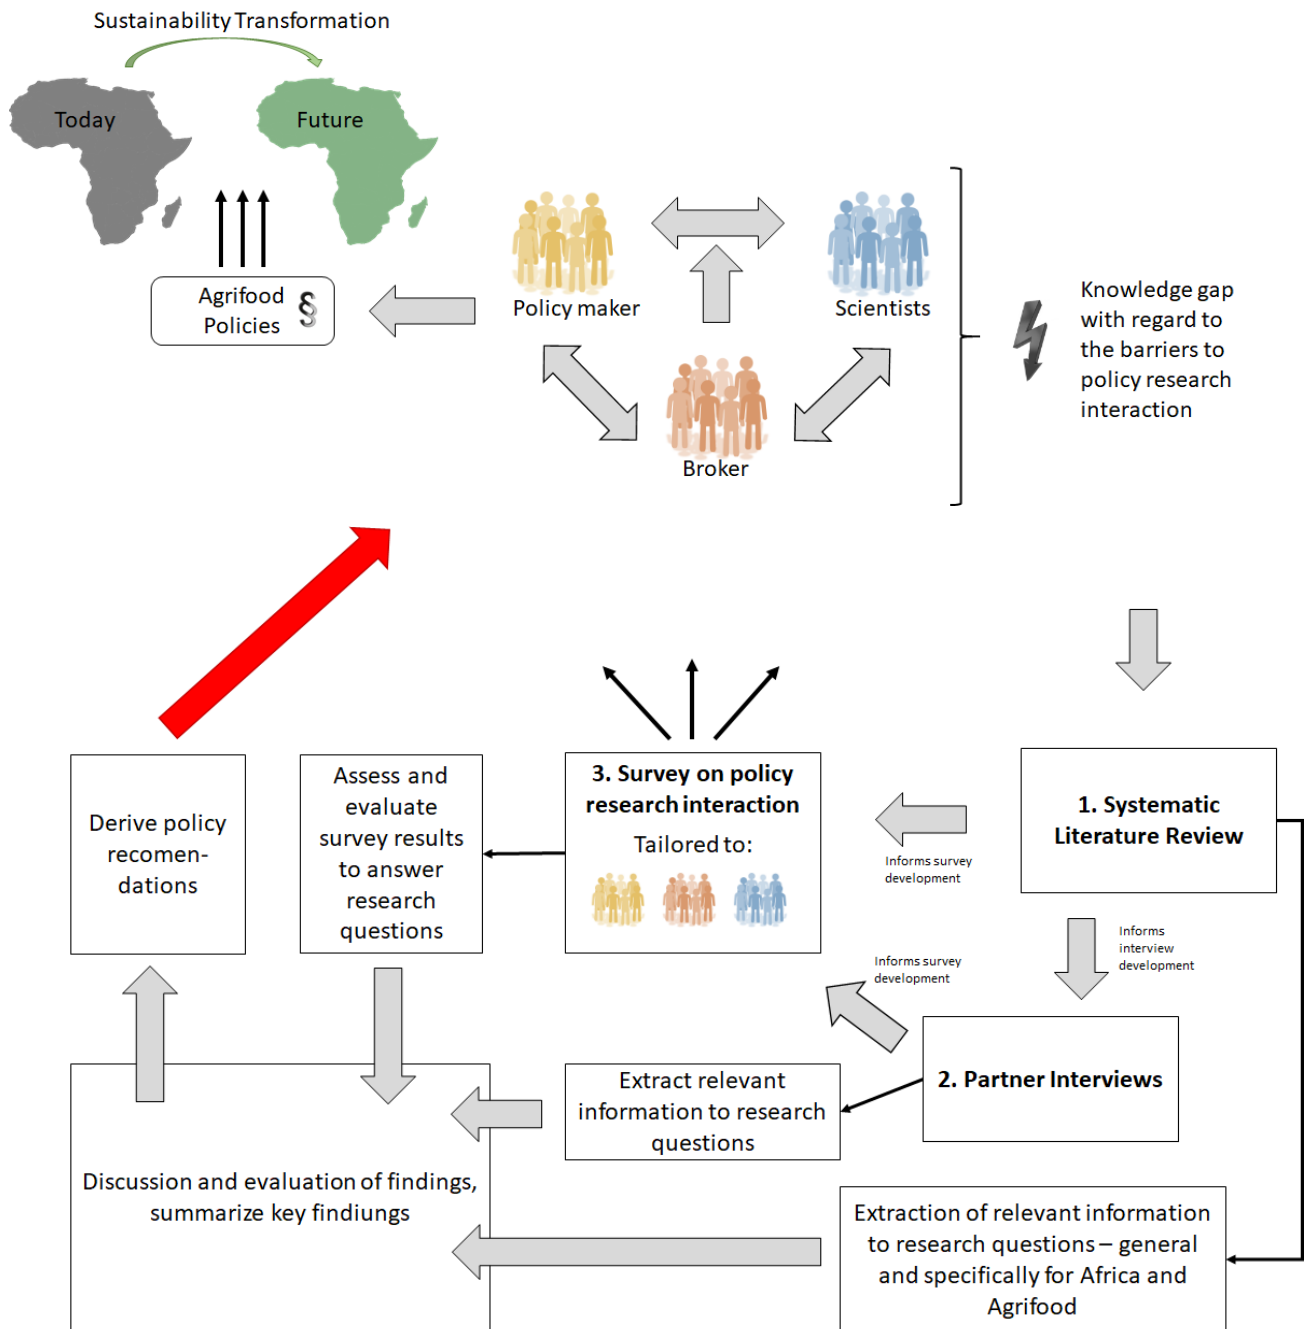 Sustainability Transformation
Today
Future
Agrifood
Policies
§
Policy maker
Scientists
Broker
Knowledge gap
with regard to
the barriers to
policy research
interaction
Derive policy
recomen-
dations
Assess and
evaluate
survey results
to answer
research
questions
3. Survey on policy
research interaction
Tailored to:
Informs survey
development
1. Systematic
Literature Review
Informs
interview
development
Informs survey
development
2. Partner Interviews
Extract relevant
information to research
questions
Discussion and evaluation of findings,
summarize key findiungs
Extraction of relevant information
to research questions – general
and specifically for Africa and
Agrifood